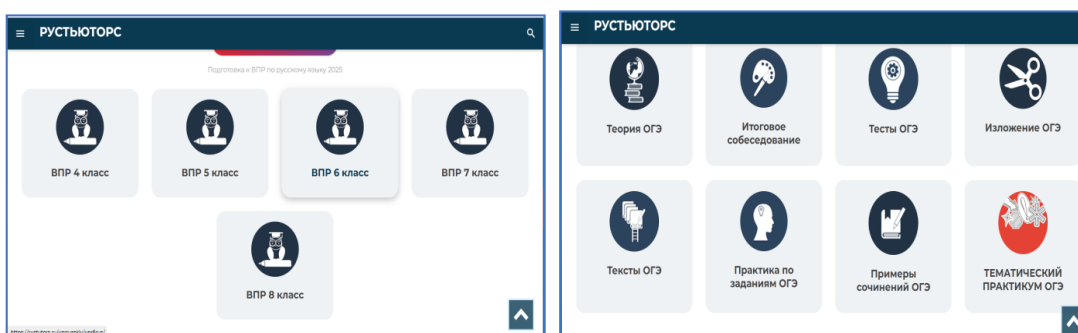 РУСТЬЮТОРС
Подготовка к ВПР по русскому языку 2025
ВПР 4 класс
ВПР 5 класс
ВПР 6 класс
ВПР 7 класс
ВПР 8 класс
РУСТЬЮТОРС
Теория ОГЭ
Итоговое
собеседование
Тесты ОГЭ
Изложение ОГЭ
Тексты ОГЭ
Практика по
заданиям ОГЭ
Примеры
сочинений ОГЭ
ТЕМАТИЧЕСКИЙ
ПРАКТИКУМ ОГЭ